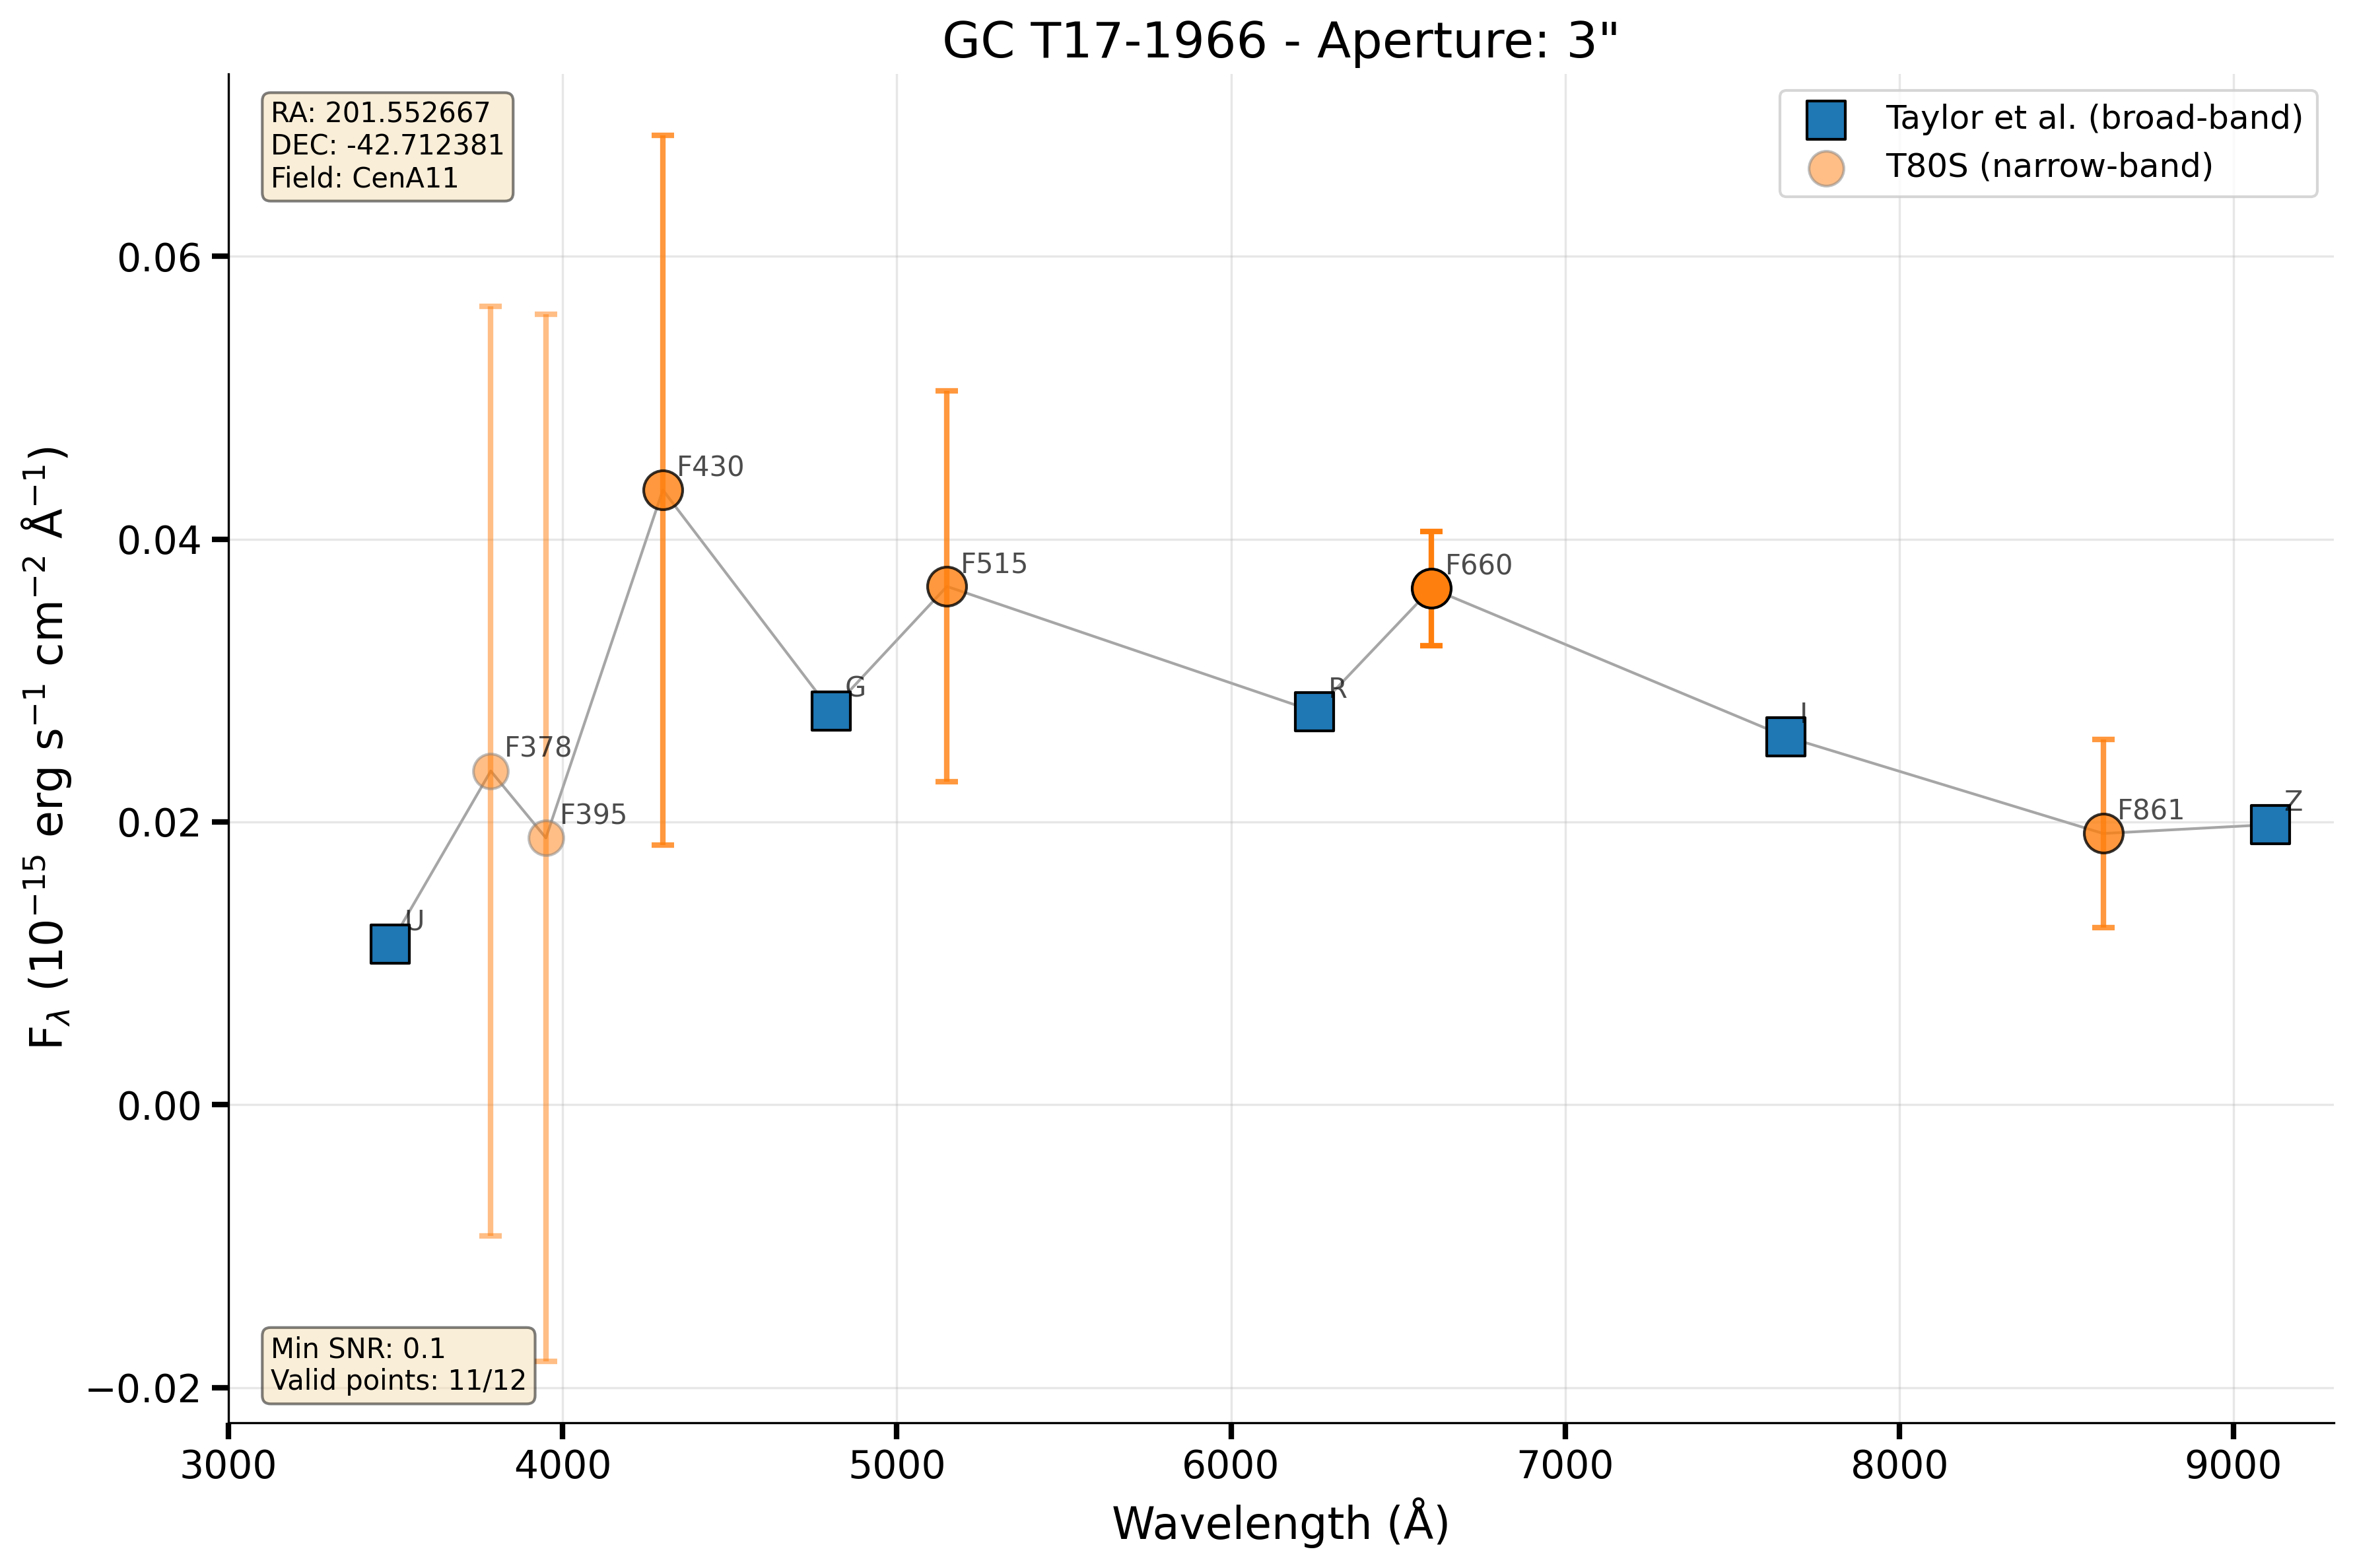 GC T17-1966 - Aperture: 3"
RA: 201.552667
DEC: -42.712381
Field: CenA11
Taylor et al. (broad-band)
T80S (narrow-band)
F_λ (10⁻¹⁵ erg s⁻¹ cm⁻² Å⁻¹)
0.06
0.04
0.02
0.00
−0.02
U
F378
F395
F430
G
F515
R
F660
I
F861
Z
Min SNR: 0.1
Valid points: 11/12
3000 4000 5000 6000 7000 8000 9000
Wavelength (Å)